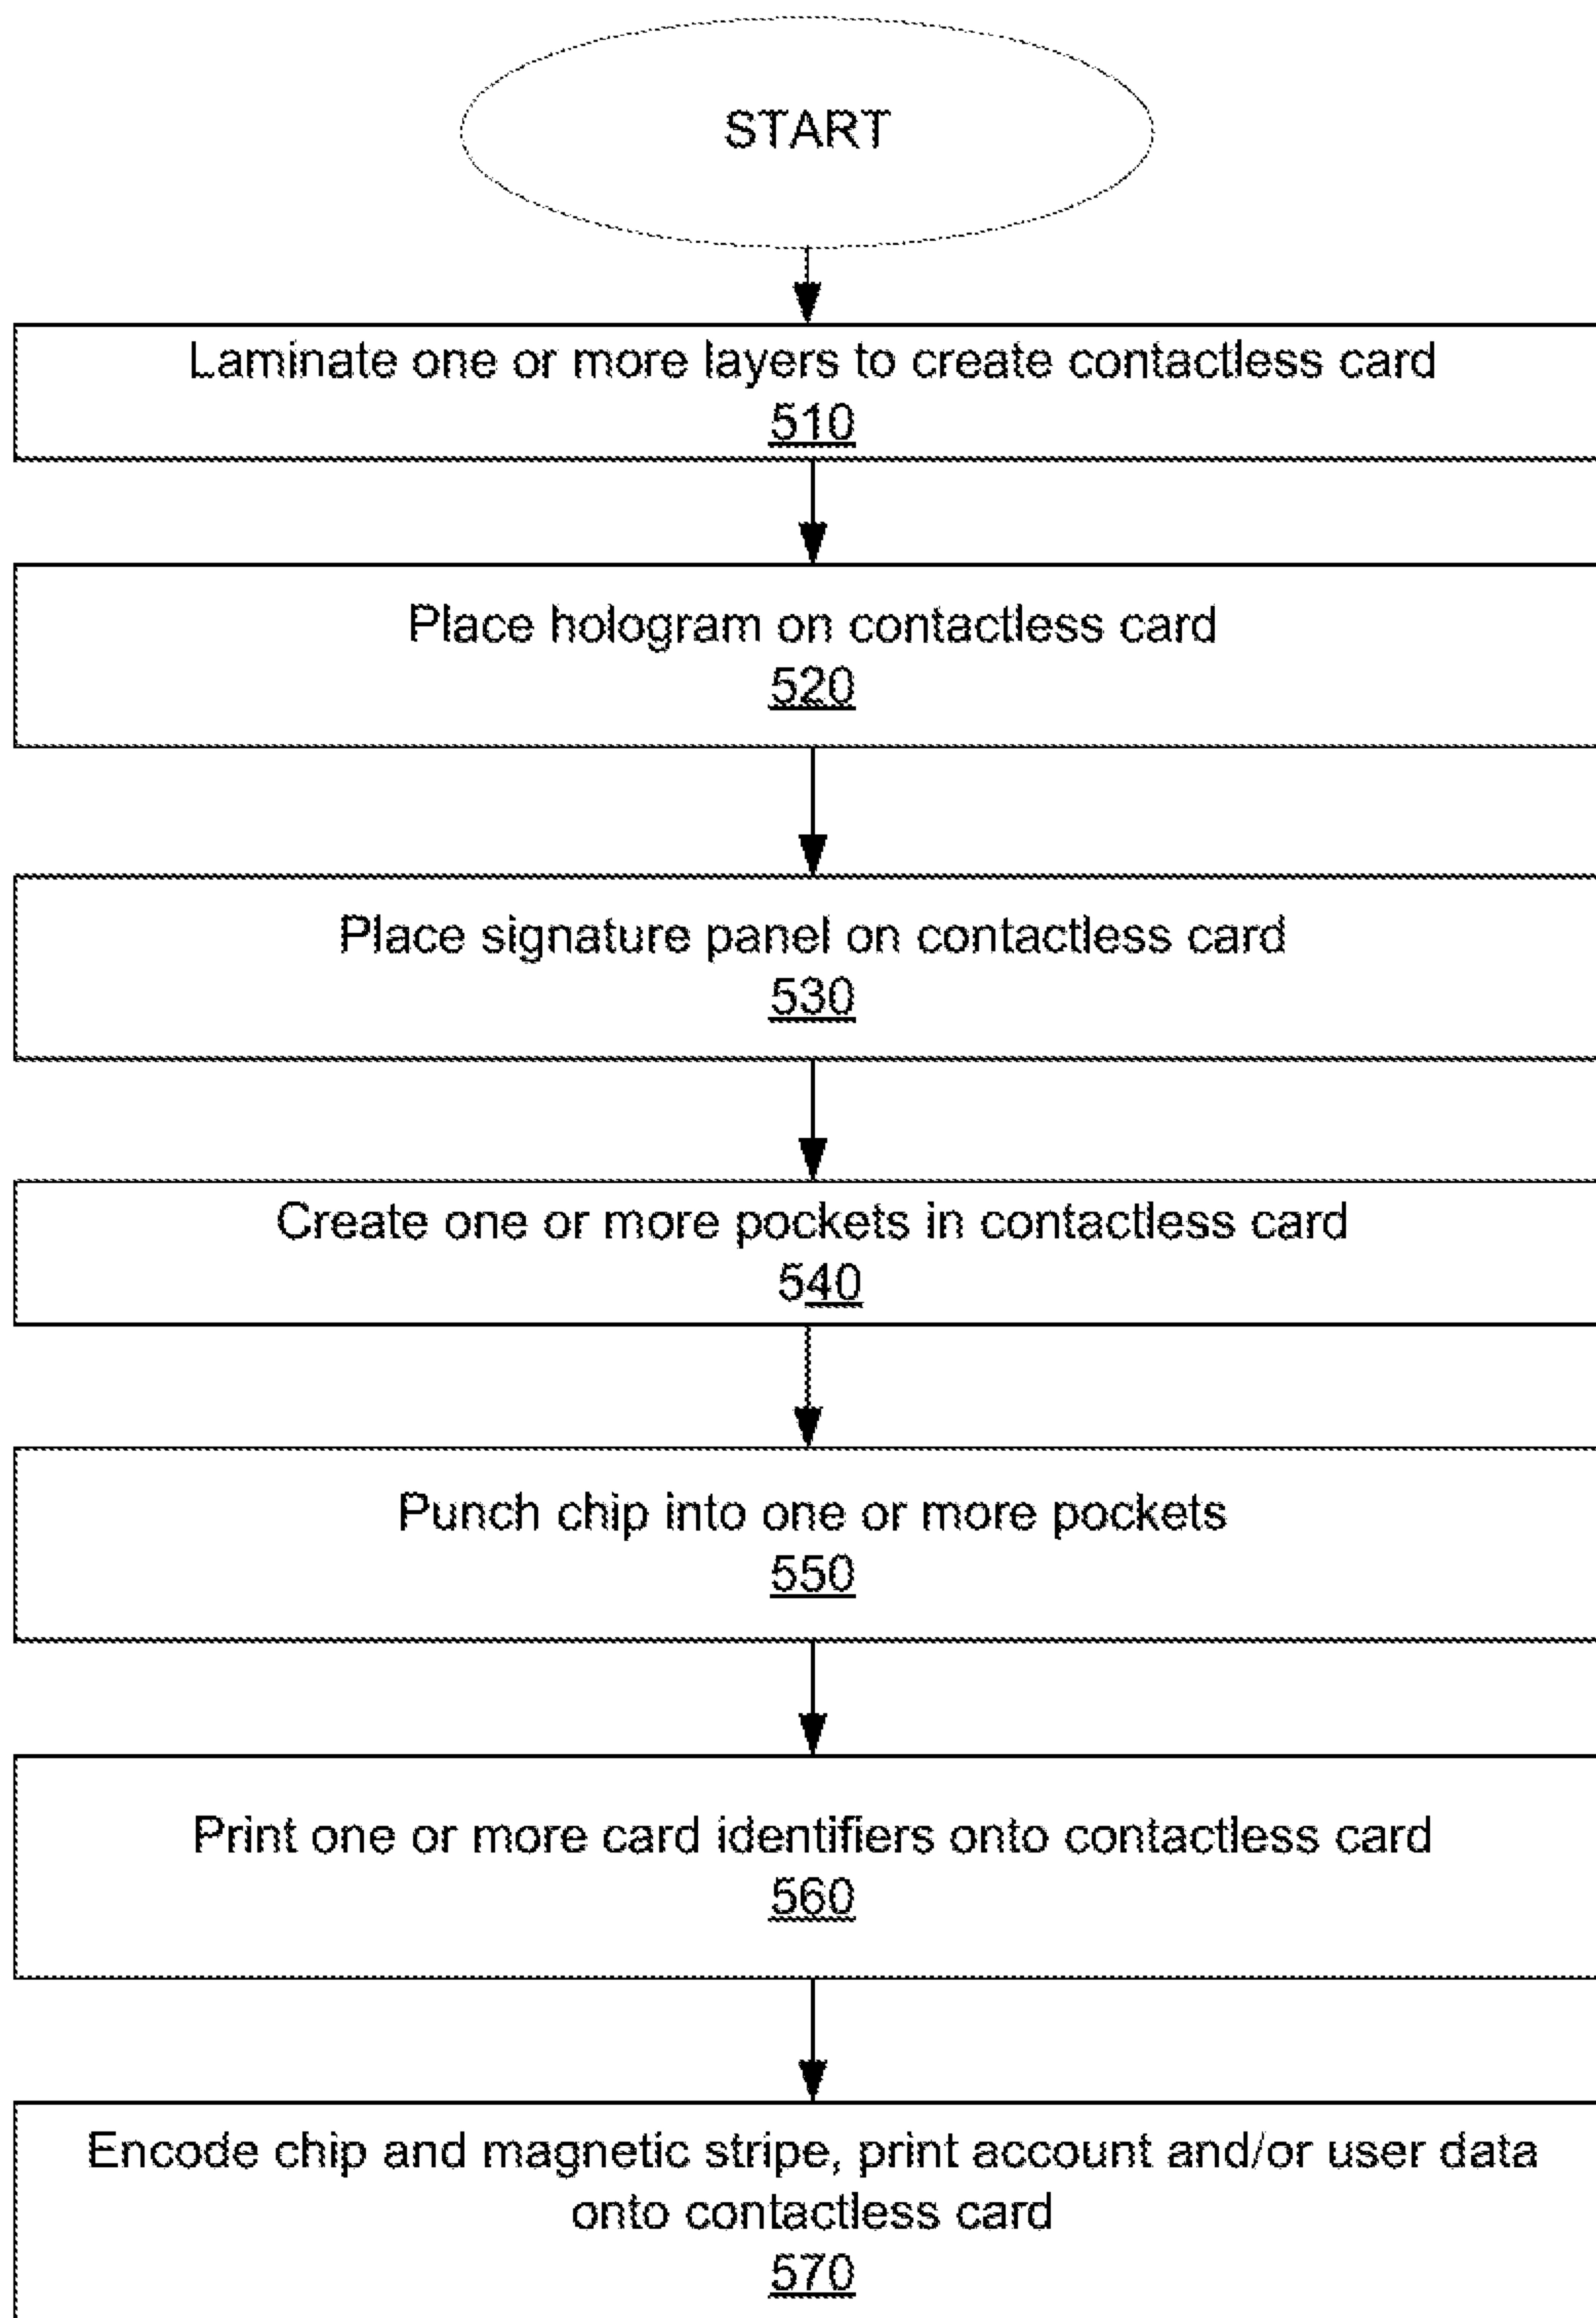 START
Laminate one or more layers to create contactless card
510
Place hologram on contactless card
520
Place signature panel on contactless card
530
Create one or more pockets in contactless card
540
Punch chip into one or more pockets
550
Print one or more card identifiers onto contactless card
560
Encode chip and magnetic stripe, print account and/or user data
onto contactless card
570